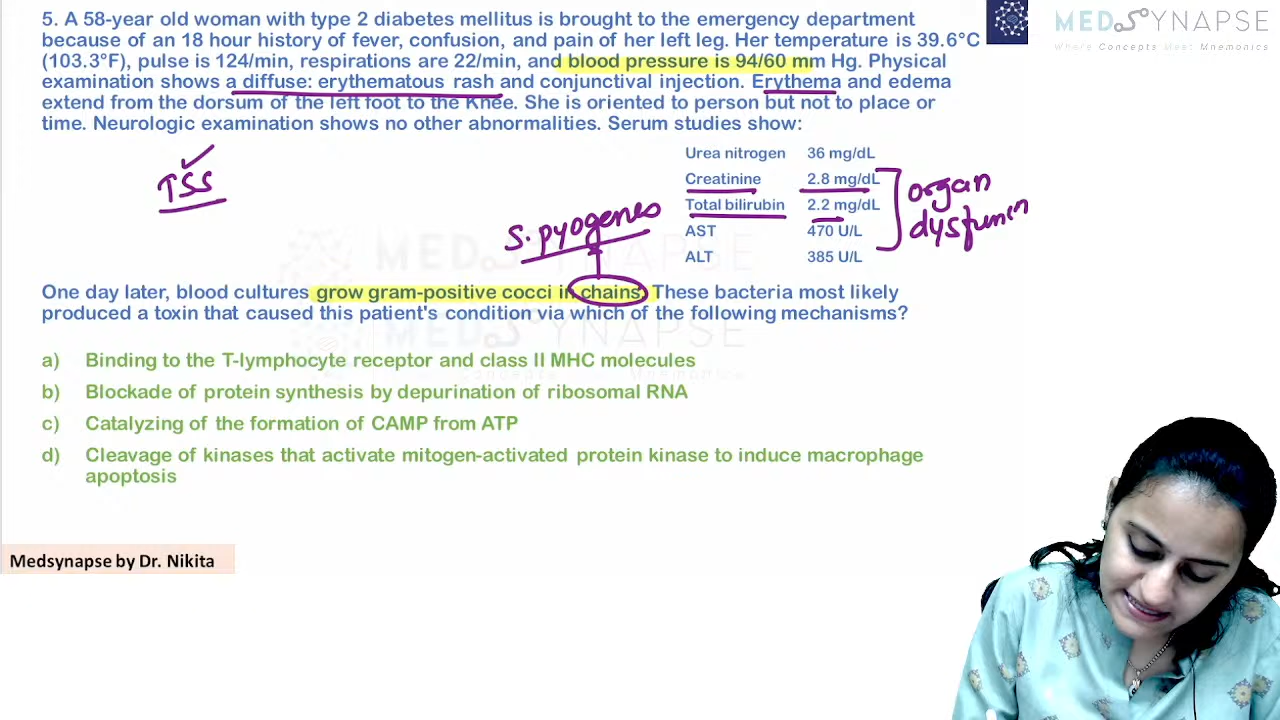 5. A 58-year old woman with type 2 diabetes mellitus is brought to the emergency department
because of an 18 hour history of fever, confusion, and pain of her left leg. Her temperature is 39.6°C
(103.3°F), pulse is 124/min, respirations are 22/min, and blood pressure is 94/60 mm Hg. Physical
examination shows a diffuse: erythematous rash and conjunctival injection. Erythema and edema
extend from the dorsum of the left foot to the Knee. She is oriented to person but not to place or
time. Neurologic examination shows no other abnormalities. Serum studies show:
MEDSYNAPSE
Where Concepts Meet Mnemonics
Urea nitrogen 36 mg/dL
Creatinine 2.8 mg/dL
Total bilirubin 2.2 mg/dL
AST 470 U/L
ALT 385 U/L
organ
TSS
S. pyogenes
MEDSYNAPSE
One day later, blood cultures grow gram-positive cocci in chains. These bacteria most likely
produced a toxin that caused this patient's condition via which of the following mechanisms?
a) Binding to the T-lymphocyte receptor and class II MHC molecules
b) Blockade of protein synthesis by depurination of ribosomal RNA
c) Catalyzing of the formation of CAMP from ATP
d) Cleavage of kinases that activate mitogen-activated protein kinase to induce macrophage
apoptosis
Medsynapse by Dr. Nikita